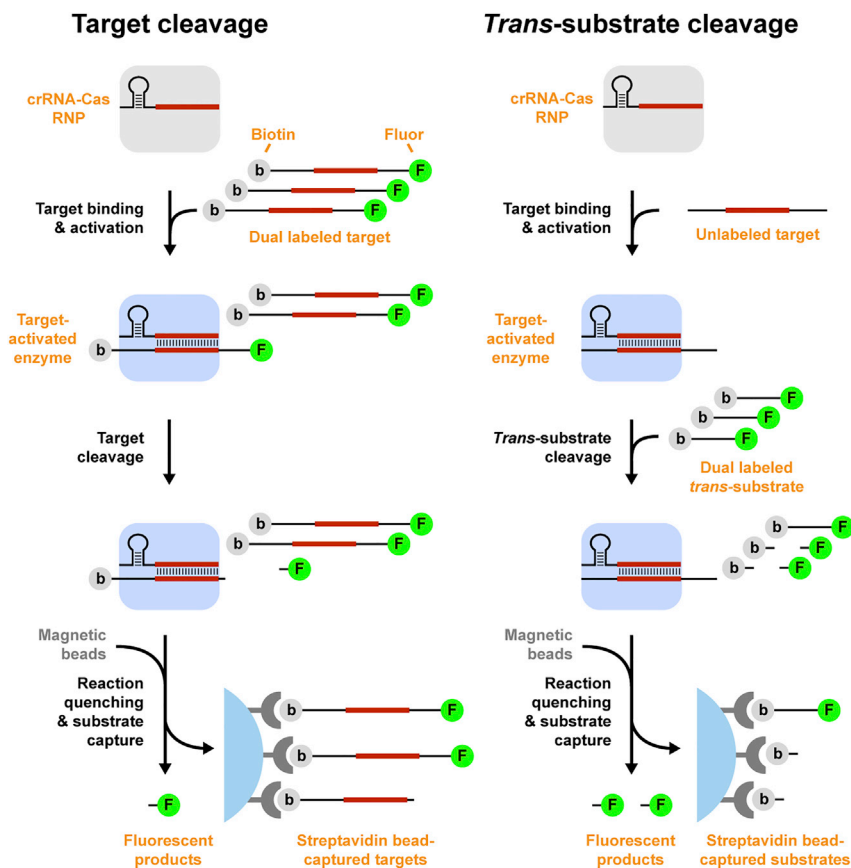 Target cleavage
crRNA-Cas
RNP
Biotin
Fluor
b
F
b
F
b
F
Target binding
& activation
Dual labeled target
Target-
activated
enzyme
b
F
b
F
b
F
Target
cleavage
b
F
b
F
F
b
Magnetic
beads
Reaction
quenching
& substrate
capture
b
F
b
F
b
F
Fluorescent
products
Streptavidin bead-
captured targets
Trans-substrate cleavage
crRNA-Cas
RNP
Target binding
& activation
Unlabeled target
Target-
activated
enzyme
b
F
b
F
b
F
Trans-substrate
cleavage
Dual labeled
trans-substrate
b
F
b
F
b
F
Magnetic
beads
Reaction
quenching
& substrate
capture
b
F
b
b
F
F
Fluorescent
products
Streptavidin bead-
captured substrates